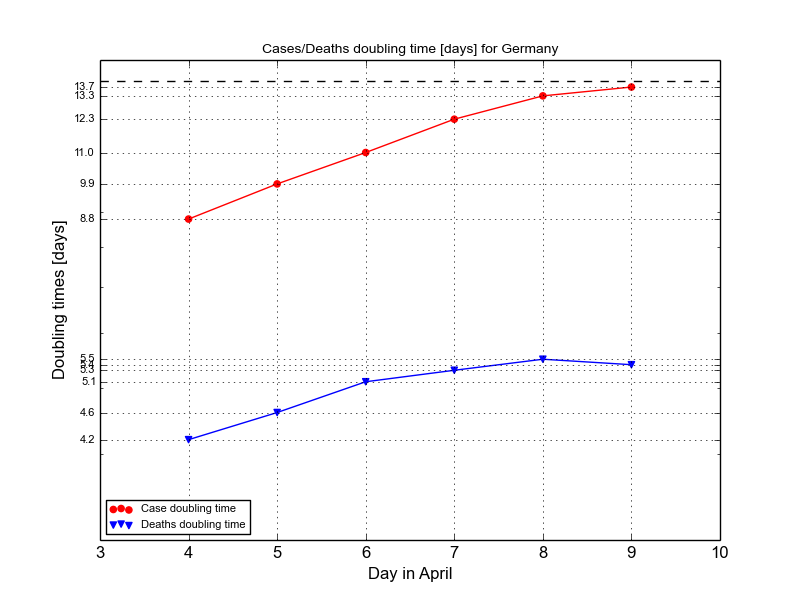 Cases/Deaths doubling time [days] for Germany
Doubling times [days]
13.7
13.3
12.3
11.0
9.9
8.8
5.5
5.4
5.3
5.1
4.6
4.2
Case doubling time
Deaths doubling time
3 4 5 6 7 8 9 10
Day in April